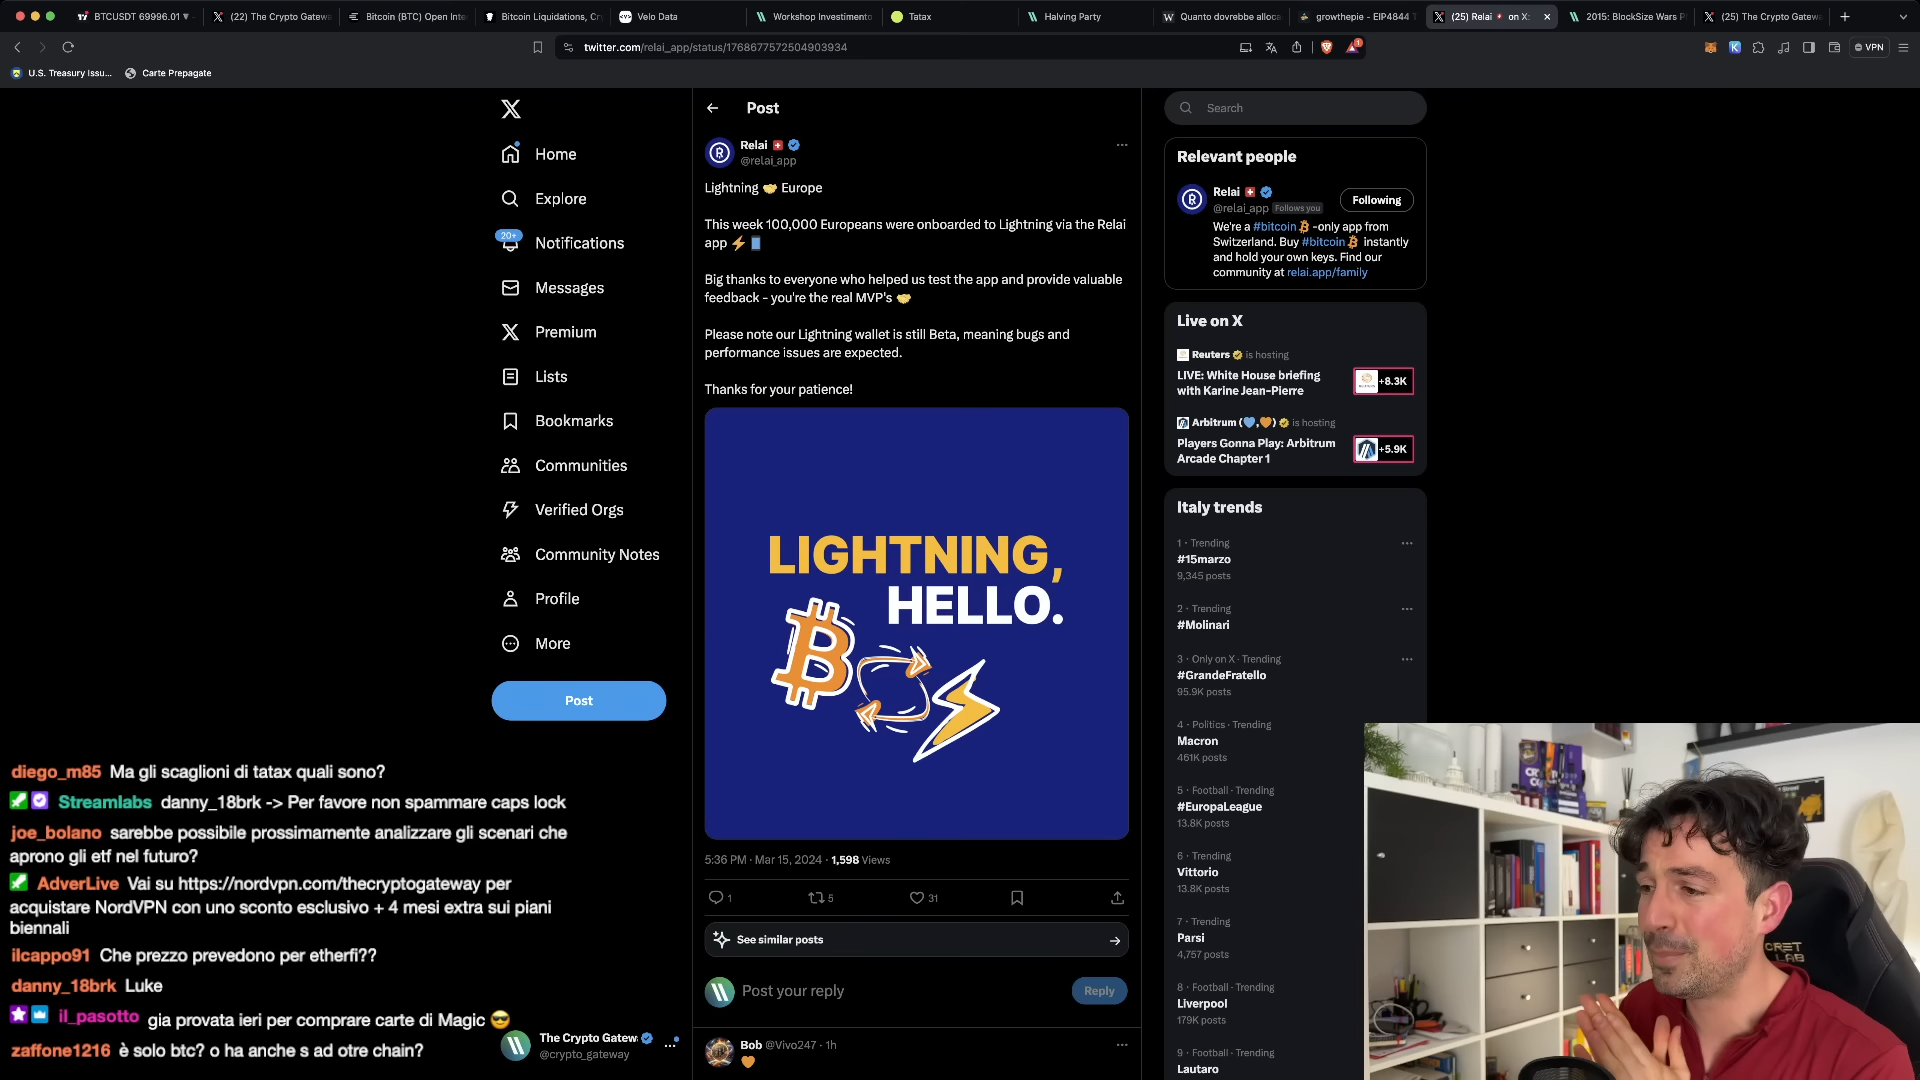 BTCUSDT 69996.01
(22) The Crypto Gatewa
Bitcoin (BTC) Open Inte
Bitcoin Liquidations, Cr
Velo Data
Workshop Investimento
Tatax
Halving Party
Quanto dovrebbe alloca
growthepie - EIP4844 T
(25) Relai on X:
2015: BlockSize Wars P
(25) The Crypto Gatewa
twitter.com/relai_app/status/1768677572504903934
1
VPN
U.S. Treasury Issu...
Carte Prepagate
Home
Explore
20+
Notifications
Messages
Premium
Lists
Bookmarks
Communities
Verified Orgs
Community Notes
Profile
More
Post
Post
Relai
@relai_app
Lightning 🤝 Europe
This week 100,000 Europeans were onboarded to Lightning via the Relai
app ⚡📱
Big thanks to everyone who helped us test the app and provide valuable
feedback - you're the real MVP's 🤝
Please note our Lightning wallet is still Beta, meaning bugs and
performance issues are expected.
Thanks for your patience!
LIGHTNING,
HELLO.
5:36 PM · Mar 15, 2024 · 1,598 Views
1
5
31
See similar posts
Post your reply
Reply
Bob @Vivo247 · 1h
🧡
Search
Relevant people
Relai
@relai_app Follows you
Following
We're a #bitcoin -only app from
Switzerland. Buy #bitcoin instantly
and hold your own keys. Find our
community at relai.app/family
Live on X
Reuters is hosting
LIVE: White House briefing
with Karine Jean-Pierre
+8.3K
Arbitrum (💙,🧡) is hosting
Players Gonna Play: Arbitrum
Arcade Chapter 1
+5.9K
Italy trends
1 · Trending
#15marzo
9,345 posts
2 · Trending
#Molinari
3 · Only on X · Trending
#GrandeFratello
95.9K posts
4 · Politics · Trending
Macron
461K posts
5 · Football · Trending
#EuropaLeague
13.8K posts
6 · Trending
Vittorio
13.8K posts
7 · Trending
Parsi
4,757 posts
8 · Football · Trending
Liverpool
179K posts
9 · Football · Trending
Lautaro
diego_m85 Ma gli scaglioni di tatax quali sono?
Streamlabs danny_18brk -> Per favore non spammare caps lock
joe_bolano sarebbe possibile prossimamente analizzare gli scenari che
aprono gli etf nel futuro?
AdverLive Vai su https://nordvpn.com/thecryptogateway per
acquistare NordVPN con uno sconto esclusivo + 4 mesi extra sui piani
biennali
ilcappo91 Che prezzo prevedono per etherfi??
danny_18brk Luke
il_pasotto gia provata ieri per comprare carte di Magic 😎
zaffone1216 è solo btc? o ha anche s ad otre chain?
The Crypto Gatew
@crypto_gateway